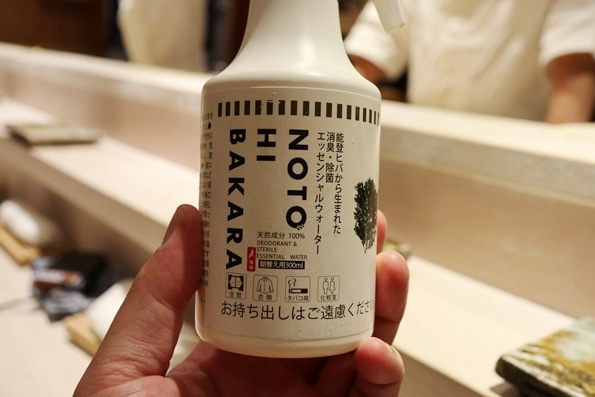 能登ヒバから生まれた
消臭・除菌
エッセンシャルウォーター
NOTO
HI
BAKARA
天然成分 100%
DEODORANT &
STERILE
ESSENTIAL WATER
詰替え用300ml
空間
衣類
タバコ臭
化粧室
お持ち出しはご遠慮くださ